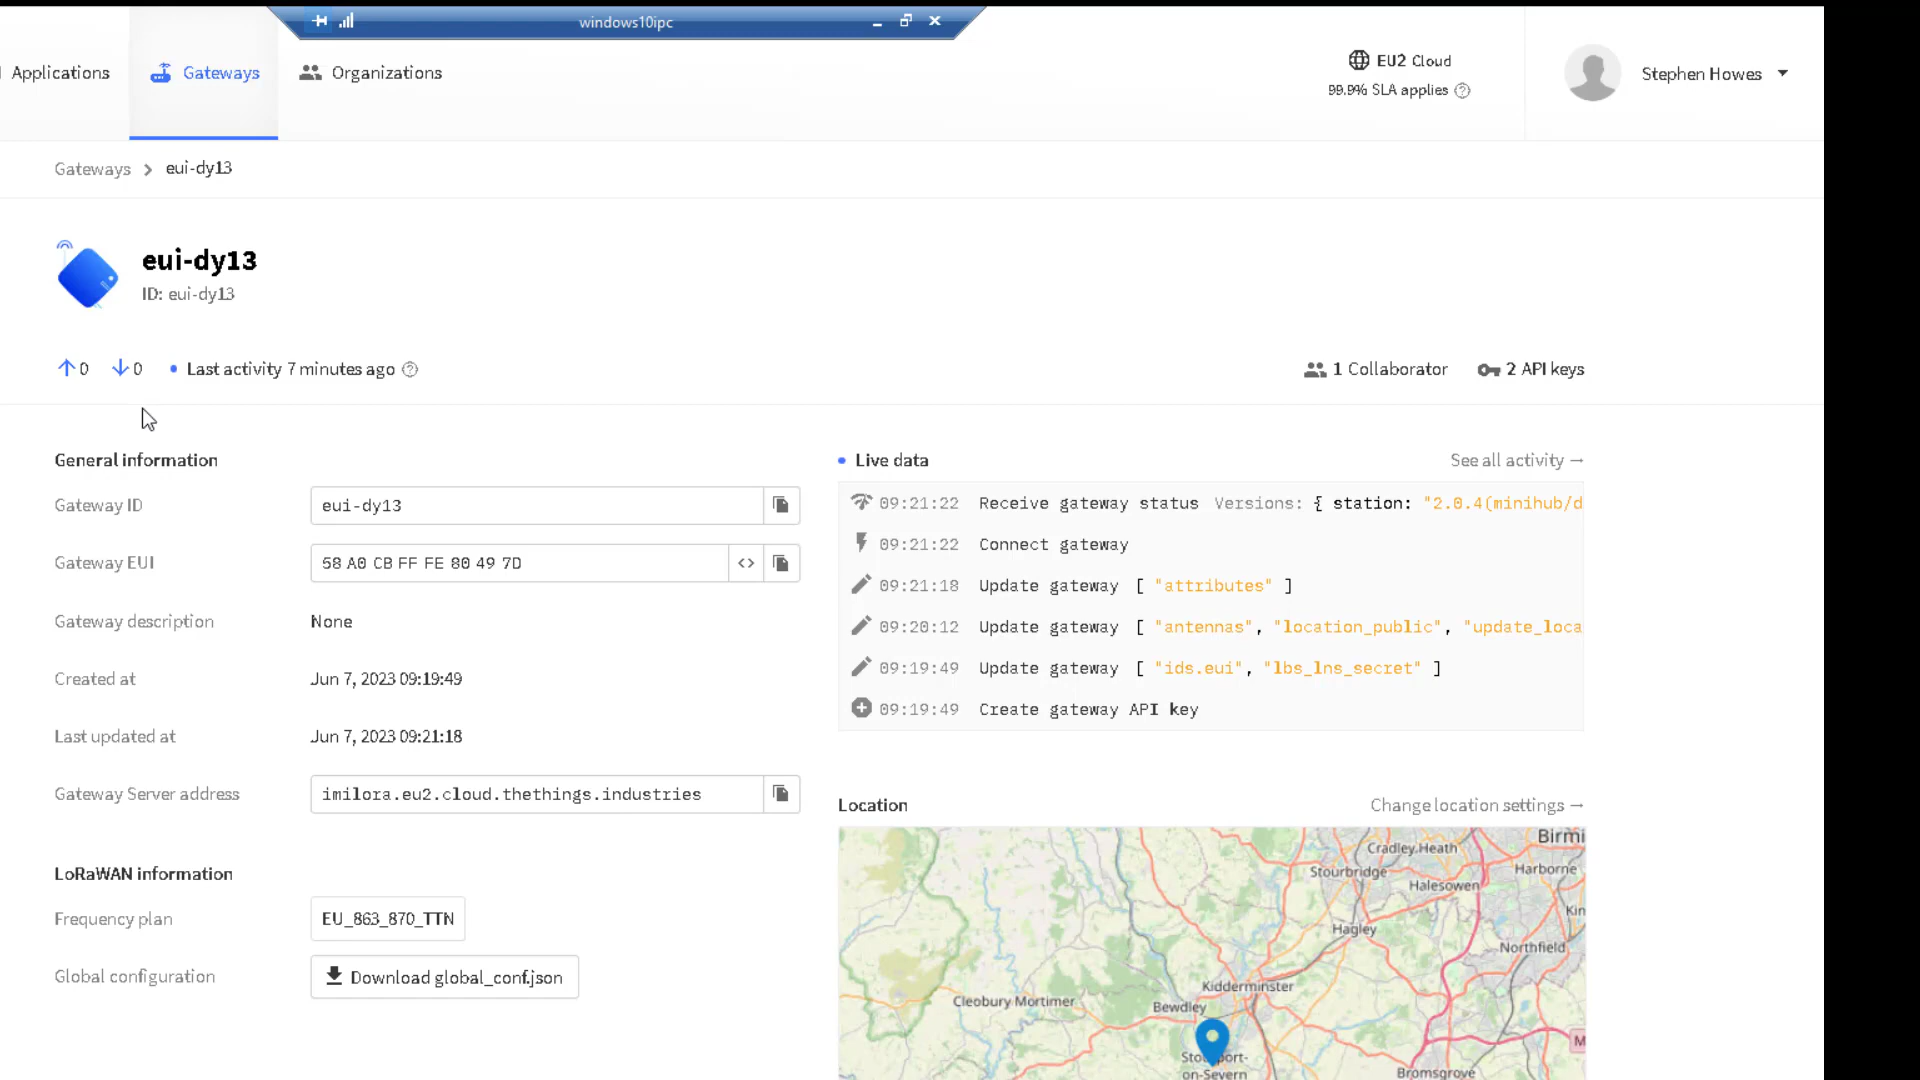 windows10ipc
Applications
Gateways
Organizations
EU2 Cloud
99.9% SLA applies
Stephen Howes
Gateways > eui-dy13
eui-dy13
ID: eui-dy13
0 0 Last activity 7 minutes ago
1 Collaborator
2 API keys
General information
Gateway ID
eui-dy13
Gateway EUI
58 A0 CB FF FE 80 49 7D
Gateway description
None
Created at
Jun 7, 2023 09:19:49
Last updated at
Jun 7, 2023 09:21:18
Gateway Server address
imilora.eu2.cloud.thethings.industries
LoRaWAN information
Frequency plan
EU_863_870_TTN
Global configuration
Download global_conf.json
Live data
See all activity →
09:21:22 Receive gateway status Versions: { station: "2.0.4(minihub/d
09:21:22 Connect gateway
09:21:18 Update gateway [ "attributes" ]
09:20:12 Update gateway [ "antennas", "location_public", "update_loca
09:19:49 Update gateway [ "ids.eui", "lbs_lns_secret" ]
09:19:49 Create gateway API key
Location
Change location settings →
Birmi
Cradley Heath
Stourbridge
Harborne
Halesowen
Kin
Hagley
Northfield
Kidderminster
Cleobury Mortimer
Bewdley
M
on-Severn
Bromsgrove